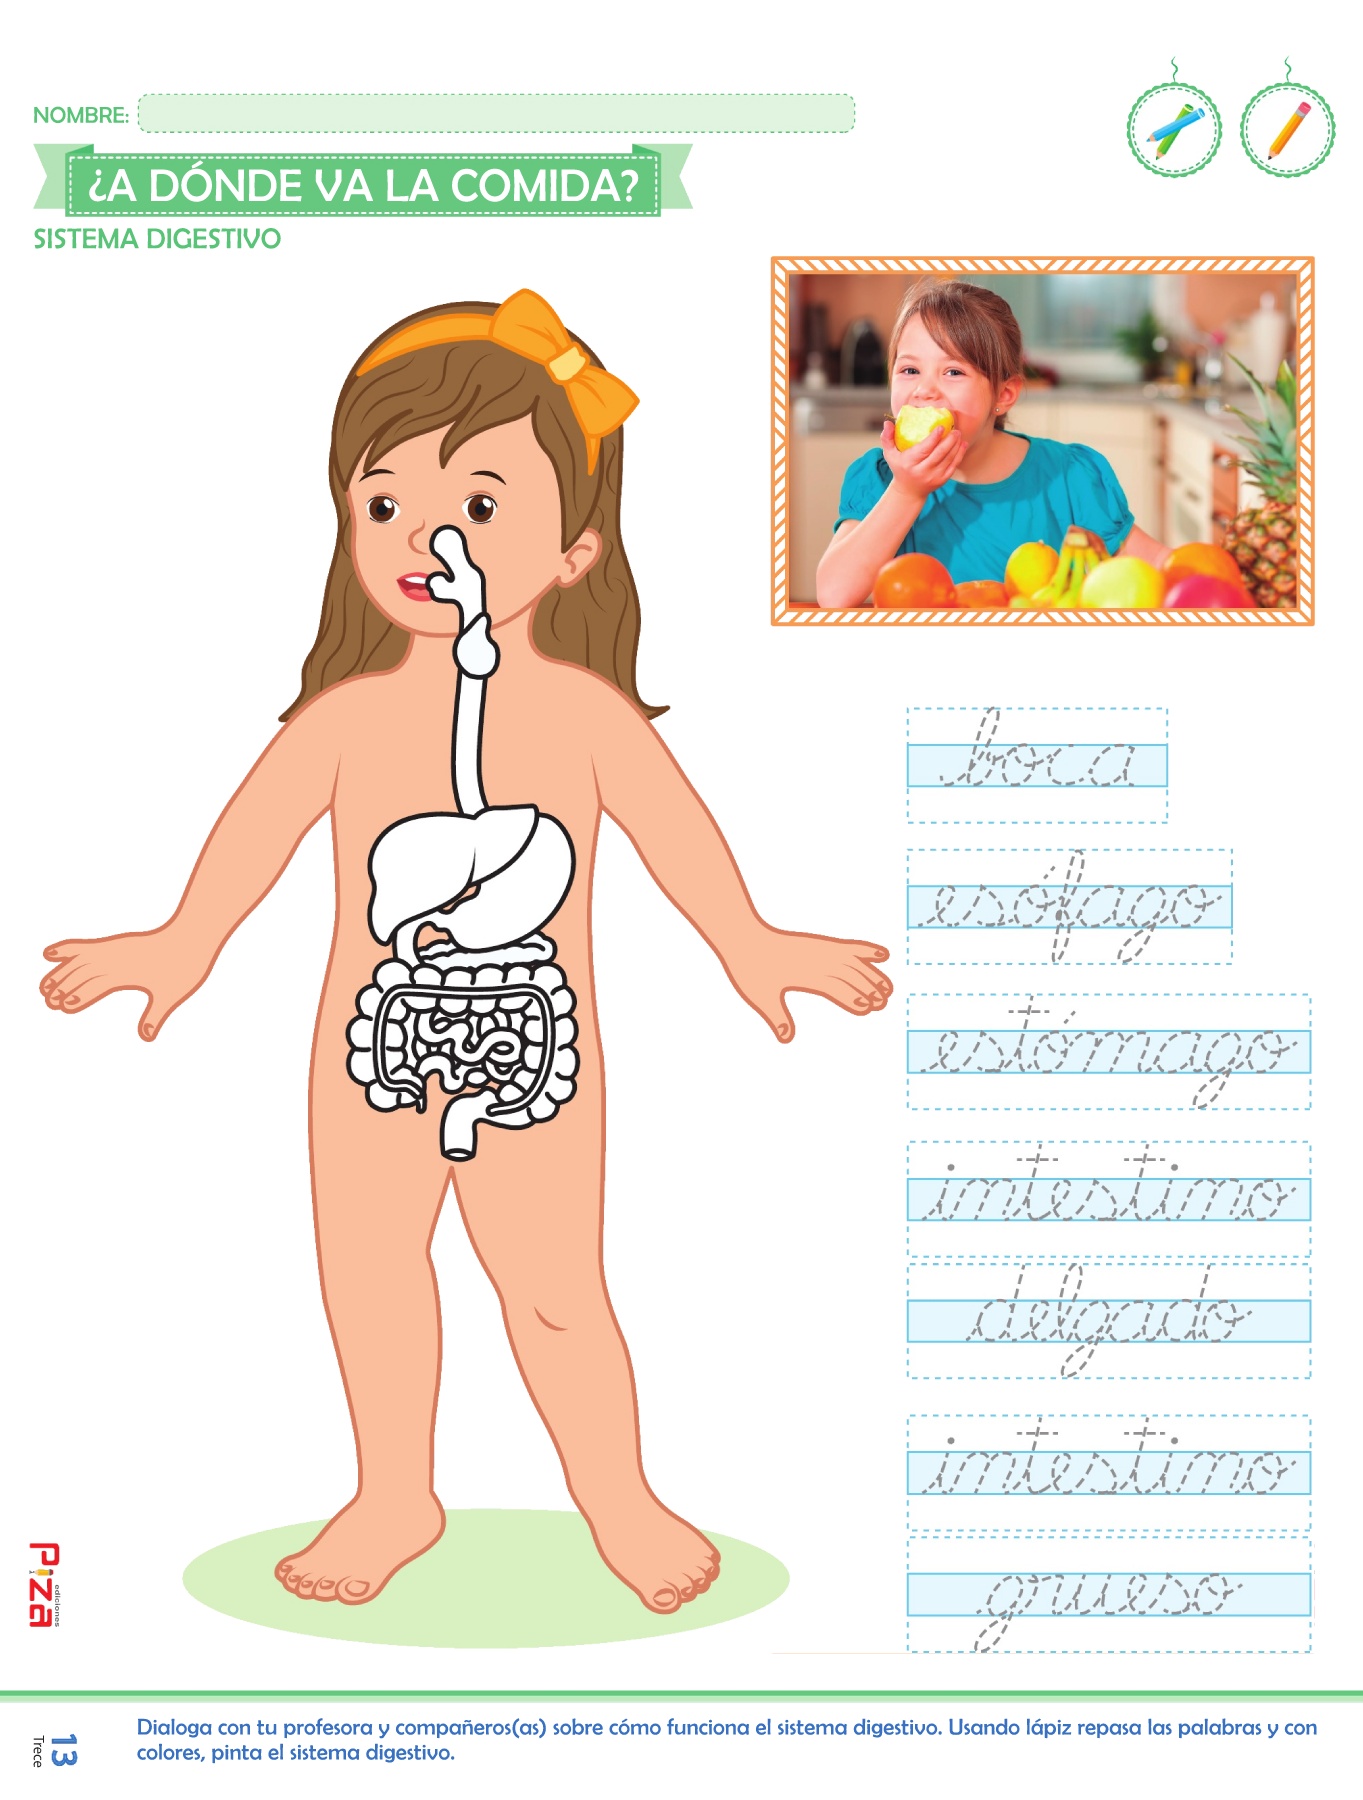 NOMBRE:
¿A DÓNDE VA LA COMIDA?
SISTEMA DIGESTIVO
boca
esófago
estómago
intestino
delgado
intestino
grueso
Piza
ediciones
13
Trece
Dialoga con tu profesora y compañeros(as) sobre cómo funciona el sistema digestivo. Usando lápiz repasa las palabras y con
colores, pinta el sistema digestivo.